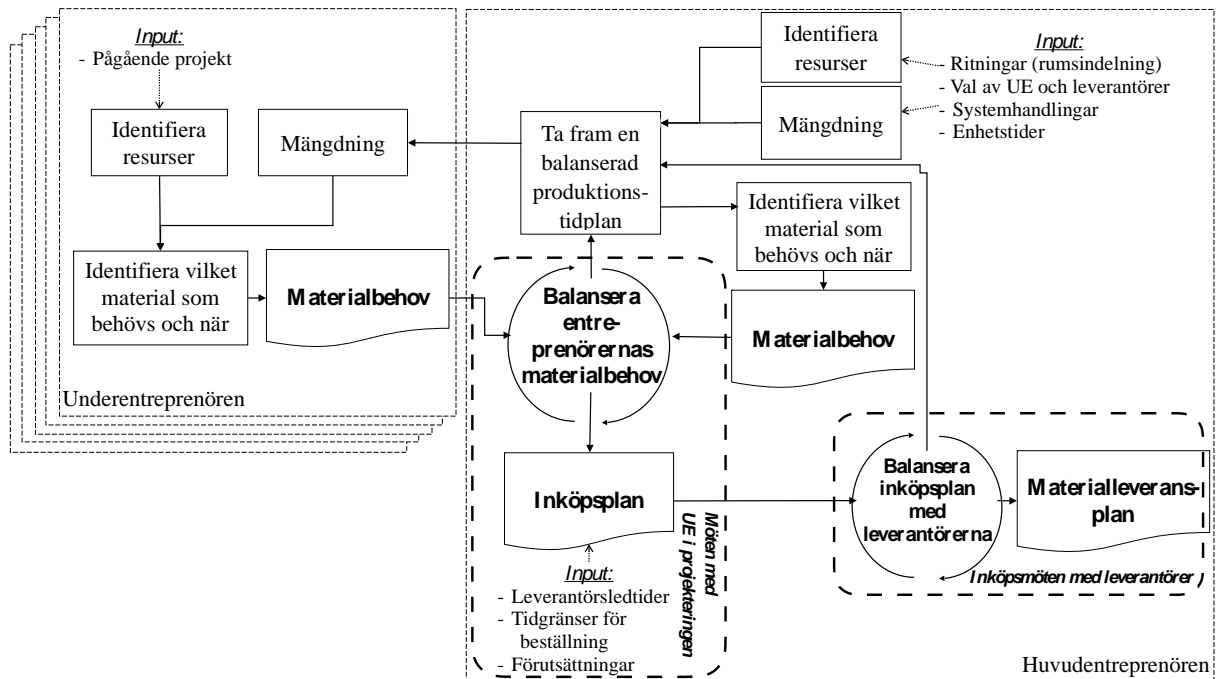 Input:
- Pågående projekt
Identifiera
resurser
Mängdning
Identifiera vilket
material som
behövs och när
Materialbehov
Underentreprenören
Identifiera
resurser
Mängdning
Input:
- Ritningar (rumsindelning)
- Val av UE och leverantörer
- Systemhandlingar
- Enhetstider
Ta fram en
balanserad
produktions-
tidplan
Identifiera vilket
material som
behövs och när
Materialbehov
Balansera
entre-
prenörernas
materialbehov
Inköpsplan
Input:
- Leverantörsledtider
- Tidgränser för
beställning
- Förutsättningar
Möten med
UE i projekteringen
Balansera
inköpsplan
med
leverantörerna
Materialleverans-
plan
Inköpsmöten med leverantörer
Huvudentreprenören